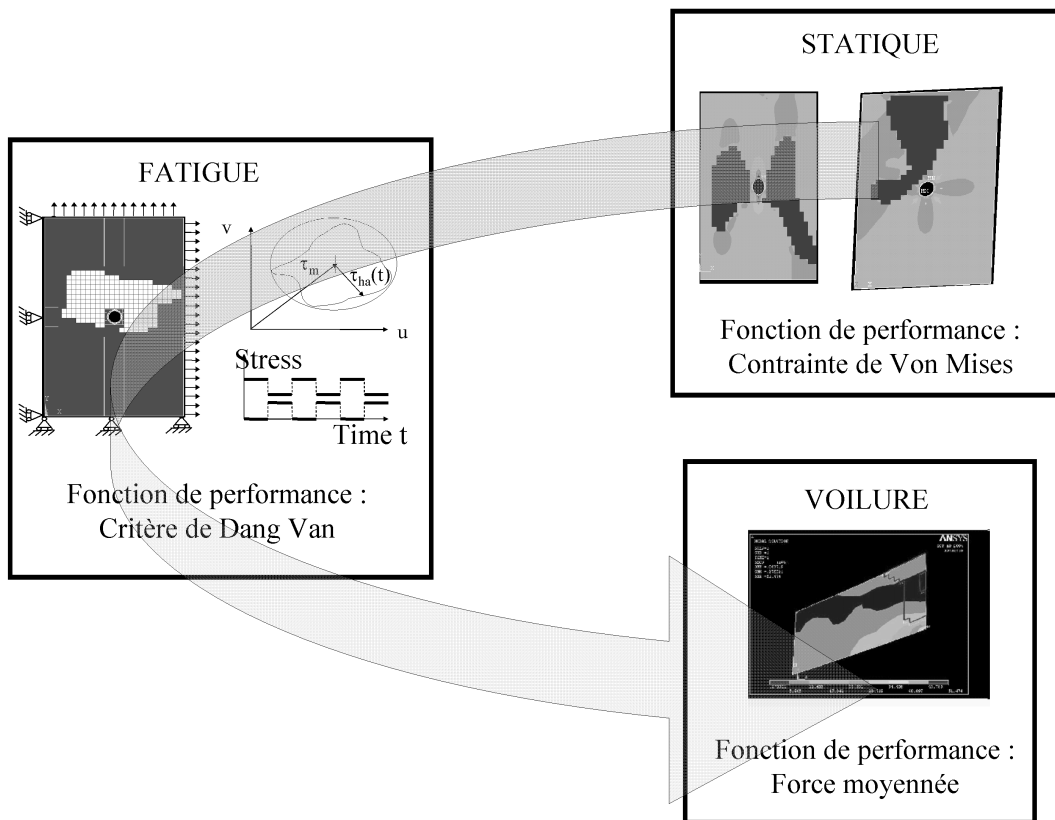 STATIQUE
Fonction de performance :
Contrainte de Von Mises
FATIGUE
v
τm
τha(t)
u
Stress
Time t
Fonction de performance :
Critère de Dang Van
VOILURE
ANSYS
Fonction de performance :
Force moyennée